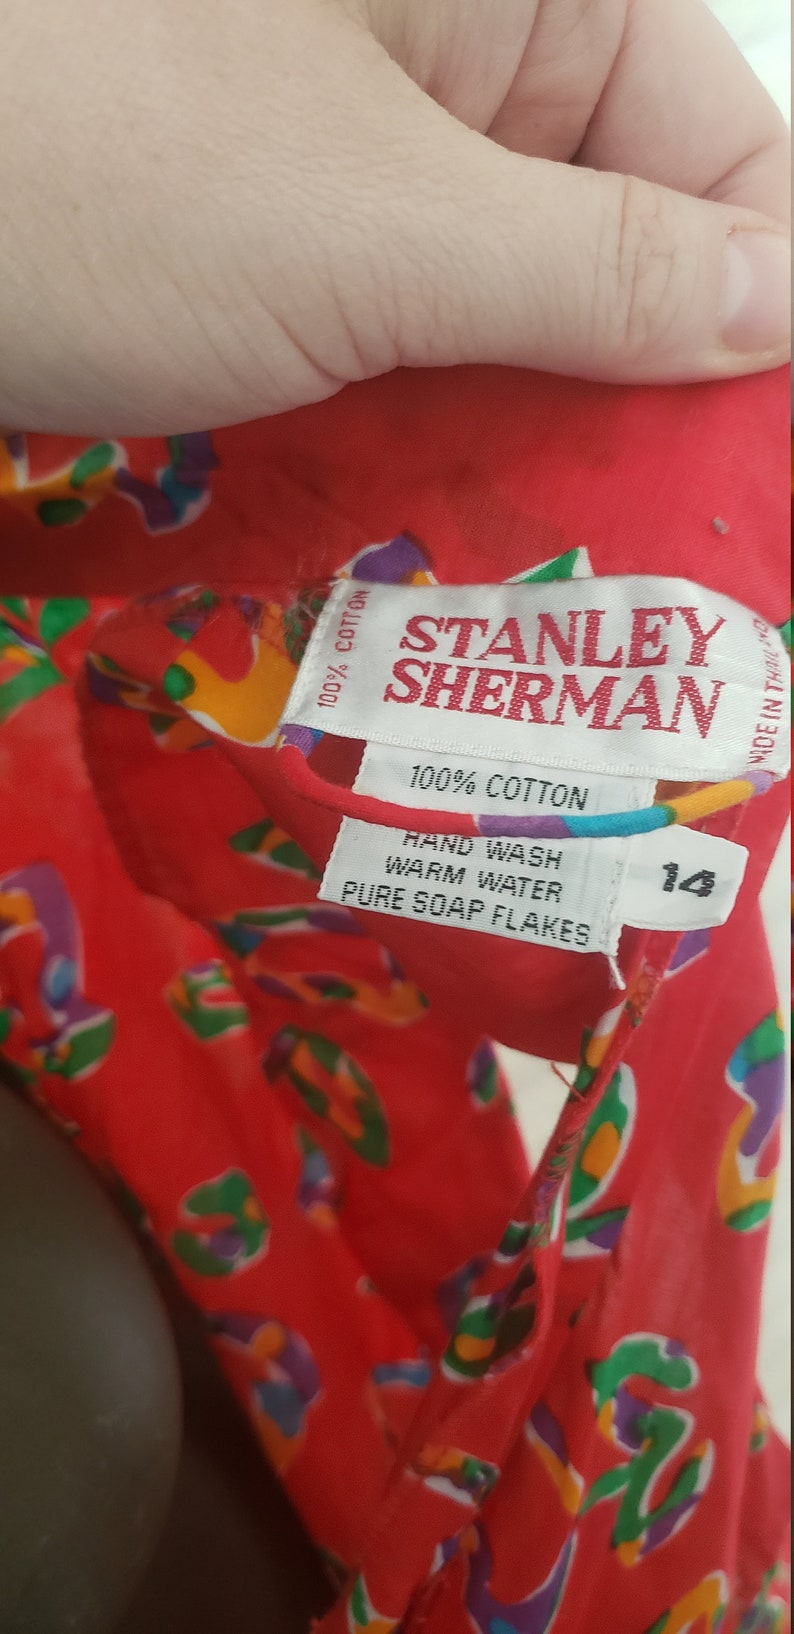 100% COTTON
STANLEY
SHERMAN
MADE IN THAILAND
100% COTTON
HAND WASH
WARM WATER
PURE SOAP FLAKES
14